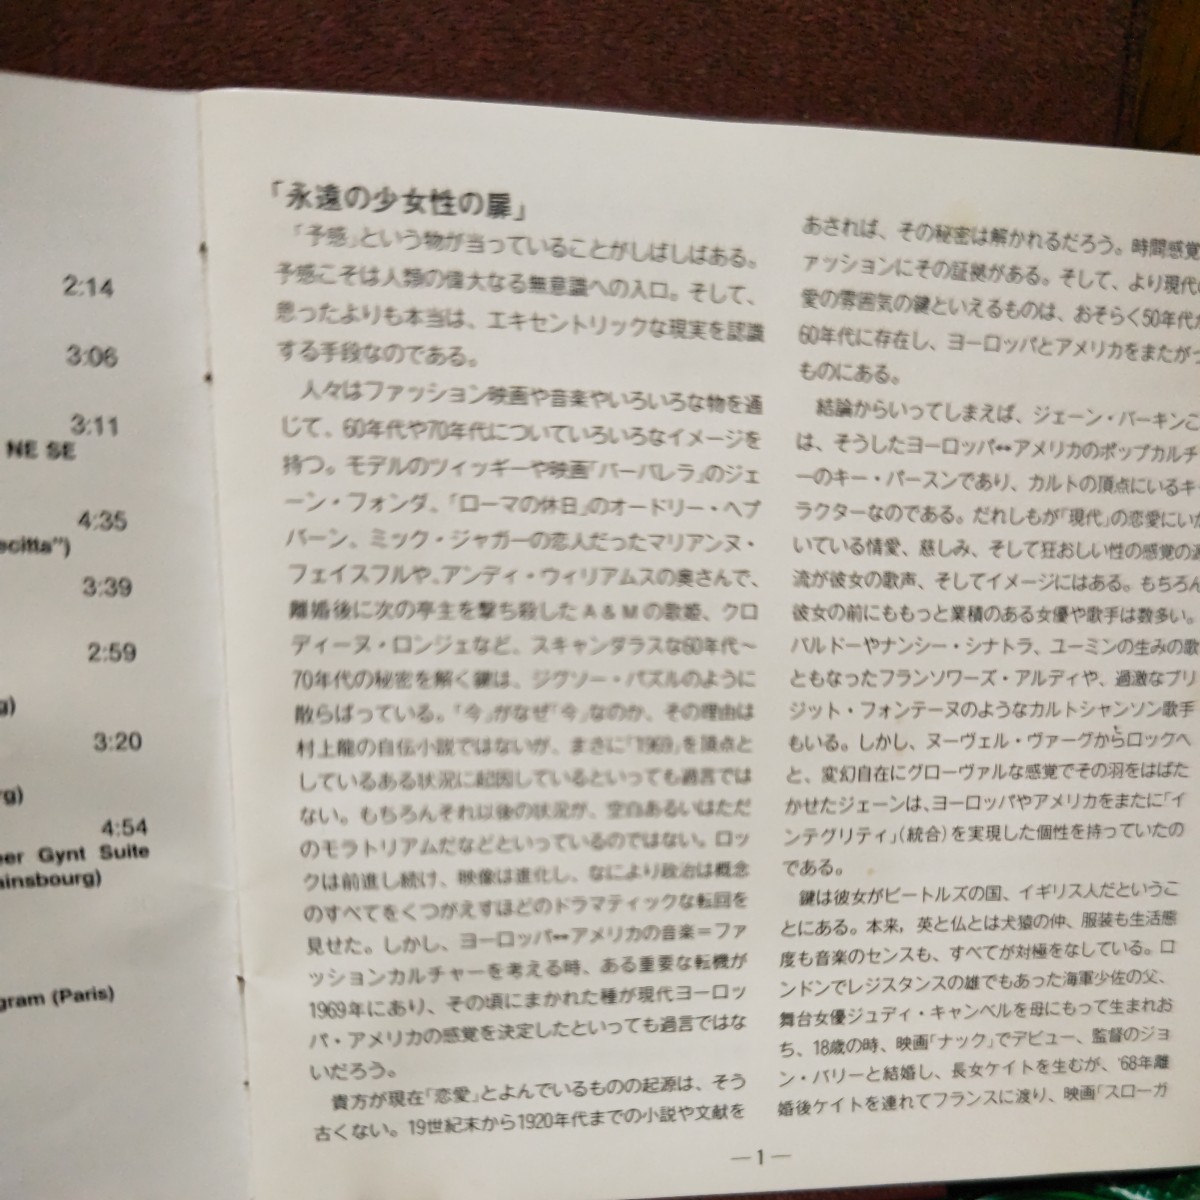 2:14
3:06
3:11
NE SE
4:35
ecitta")
3:39
2:59
g)
3:20
rg)
4:54
eer Gynt Suite
ainsbourg)
gram (Paris)
「永遠の少女性の扉」
「予感」という物が当っていることがしばしばある。
予感こそは人類の偉大なる無意識への入口。そして、
思ったよりも本当は、エキセントリックな現実を認識
する手段なのである。
人々はファッション映画や音楽やいろいろな物を通
じて、60年代や70年代についていろいろなイメージを
持つ。モデルのツィッギーや映画「バーバレラ」のジェ
ーン・フォンダ、「ローマの休日」のオードリー・ヘプ
バーン、ミック・ジャガーの恋人だったマリアンヌ・
フェイスフルや、アンディ・ウィリアムスの奥さんで、
離婚後に次の亭主を撃ち殺したA&Mの歌姫、クロ
ディーヌ・ロンジェなど、スキャンダラスな60年代〜
70年代の秘密を解く鍵は、ジグソー・パズルのように
散らばっている。「今」がなぜ「今」なのか、その理由は
村上龍の自伝小説ではないが、まさに「1969」を頂点と
しているある状況に起因しているといっても過言では
ない。もちろんそれ以後の状況が、空白あるいはただ
のモラトリアムだなどといっているのではない。ロッ
クは前進し続け、映像は進化し、なにより政治は概念
のすべてをくつがえすほどのドラマティックな転回を
見せた。しかし、ヨーロッパ↔アメリカの音楽=ファ
ッションカルチャーを考える時、ある重要な転機が
1969年にあり、その頃にまかれた種が現代ヨーロッ
パ・アメリカの感覚を決定したといっても過言ではな
いだろう。
貴方が現在「恋愛」とよんでいるものの起源は、そう
古くない。19世紀末から1920年代までの小説や文献を
あされば、その秘密は解かれるだろう。時間感覚
ァッションにその証拠がある。そして、より現代の
愛の雰囲気の鍵といえるものは、おそらく50年代
60年代に存在し、ヨーロッパとアメリカをまたがっ
ものにある。
結論からいってしまえば、ジェーン・バーキンこ
は、そうしたヨーロッパ↔アメリカのポップカルチ
ーのキー・パースンであり、カルトの頂点にいるキ
ラクターなのである。だれしもが「現代」の恋愛にいだ
いている情愛、慈しみ、そして狂おしい性の感覚の源
流が彼女の歌声、そしてイメージにはある。もちろん
彼女の前にももっと業積のある女優や歌手は数多い。
バルドーやナンシー・シナトラ、ユーミンの生みの歌
ともなったフランソワーズ・アルディや、過激なブリ
ジット・フォンテーヌのようなカルトシャンソン歌手
もいる。しかし、ヌーヴェル・ヴァーグからロックへ
と、変幻自在にグローヴァルな感覚でその羽をはばた
かせたジェーンは、ヨーロッパやアメリカをまたに「イ
ンテグリティ」(統合)を実現した個性を持っていたの
である。
鍵は彼女がビートルズの国、イギリス人だというこ
とにある。本来，英と仏とは犬猿の仲、服装も生活態
度も音楽のセンスも、すべてが対極をなしている。ロ
ンドンでレジスタンスの雄でもあった海軍少佐の父、
舞台女優ジュディ・キャンベルを母にもって生まれお
ち、18歳の時、映画「ナック」でデビュー、監督のジョ
ン・バリーと結婚し、長女ケイトを生むが、'68年離
婚後ケイトを連れてフランスに渡り、映画「スローガ
—1—